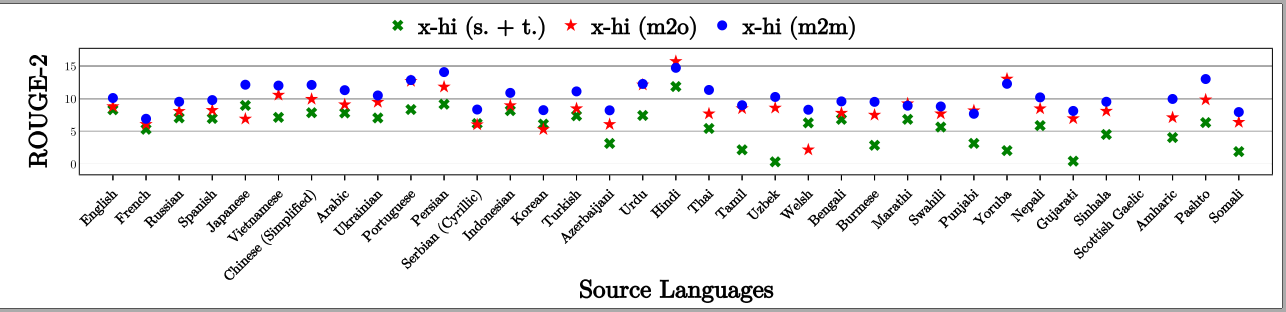 x-hi (s. + t.) x-hi (m2o) x-hi (m2m)
ROUGE-2
15
10
5
0
English
French
Russian
Spanish
Japanese
Vietnamese
Chinese (Simplified)
Arabic
Ukrainian
Portuguese
Persian
Serbian (Cyrillic)
Indonesian
Korean
Turkish
Azerbaijani
Urdu
Hindi
Thai
Tamil
Uzbek
Welsh
Bengali
Burmese
Marathi
Swahili
Punjabi
Yoruba
Nepali
Gujarati
Sinhala
Scottish Gaelic
Amharic
Pashto
Somali
Source Languages